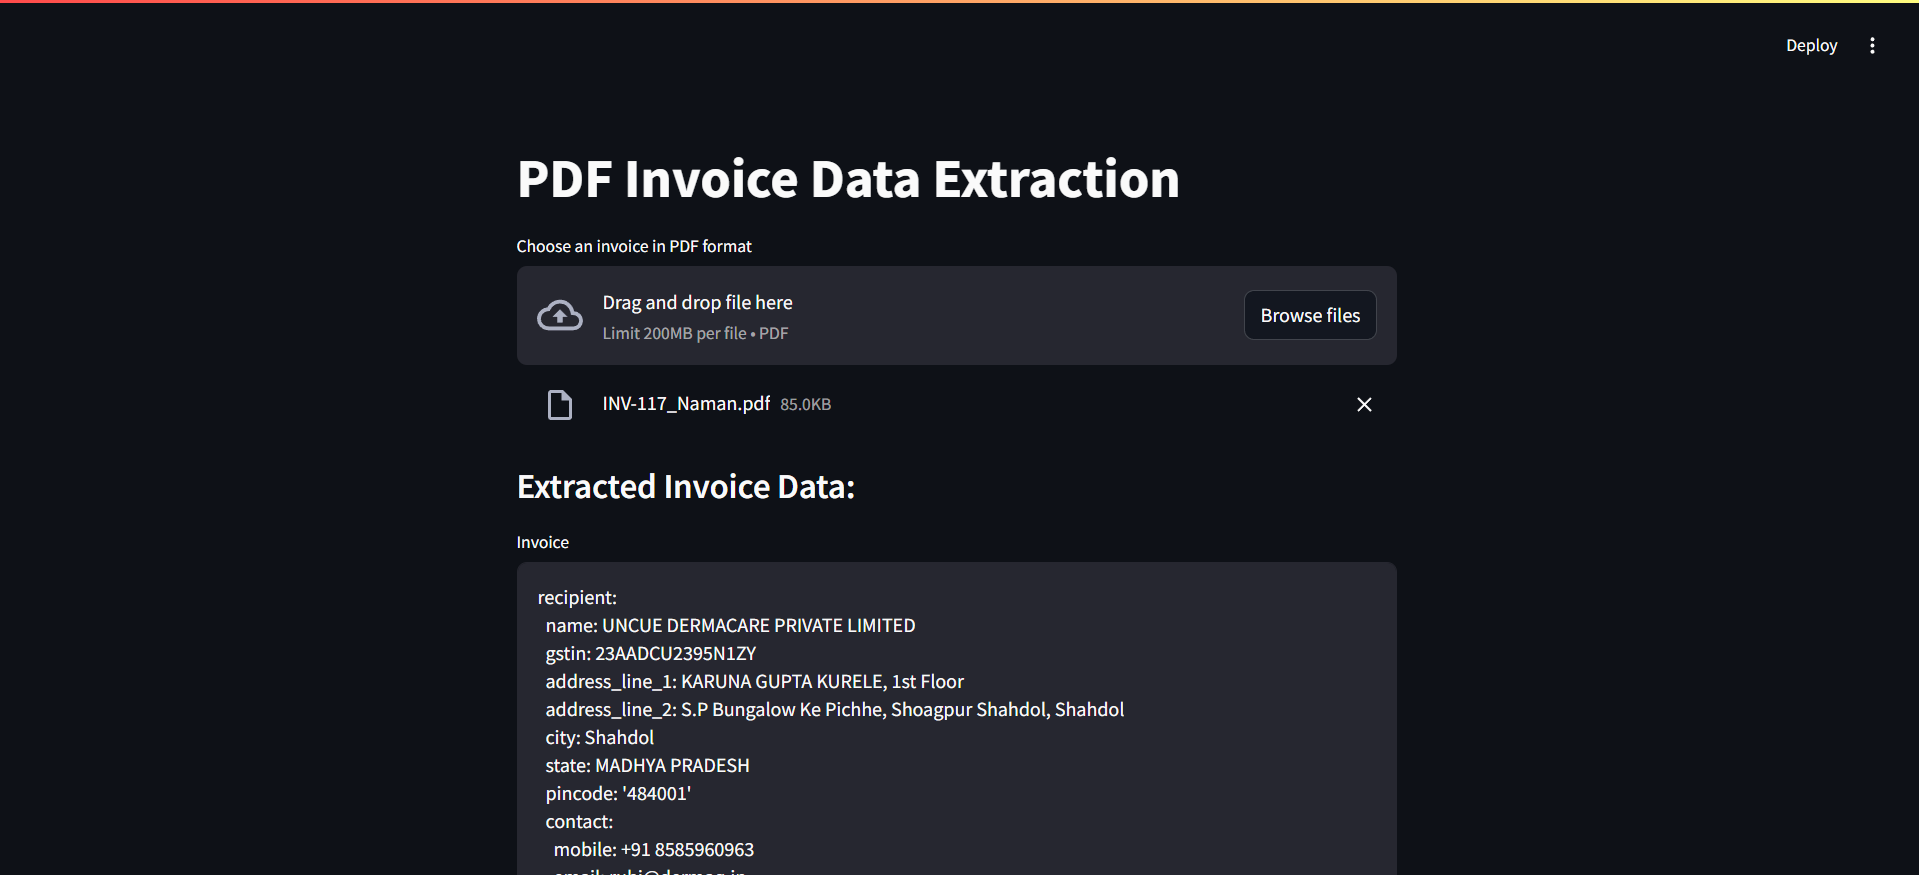 Deploy
PDF Invoice Data Extraction
Choose an invoice in PDF format
Drag and drop file here
Limit 200MB per file • PDF
Browse files
INV-117_Naman.pdf 85.0KB
Extracted Invoice Data:
Invoice
recipient:
name: UNCUE DERMACARE PRIVATE LIMITED
gstin: 23AADCU2395N1ZY
address_line_1: KARUNA GUPTA KURELE, 1st Floor
address_line_2: S.P Bungalow Ke Pichhe, Shoagpur Shahdol, Shahdol
city: Shahdol
state: MADHYA PRADESH
pincode: '484001'
contact:
mobile: +91 8585960963